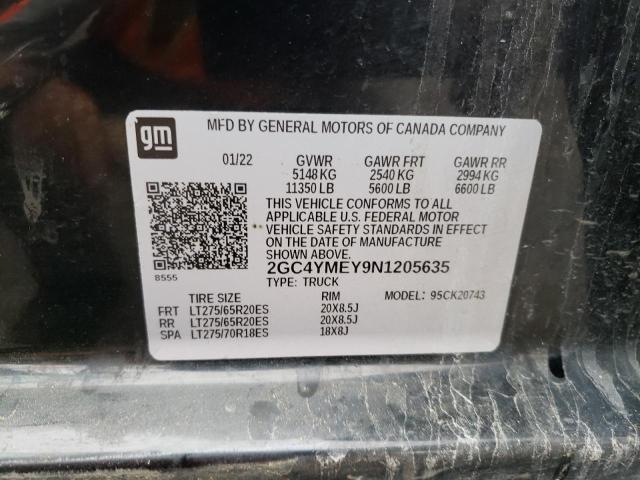 gm
MFD BY GENERAL MOTORS OF CANADA COMPANY
01/22 GVWR GAWR FRT GAWR RR
5148 KG 2540 KG 2994 KG
11350 LB 5600 LB 6600 LB
THIS VEHICLE CONFORMS TO ALL
APPLICABLE U.S. FEDERAL MOTOR
VEHICLE SAFETY STANDARDS IN EFFECT
ON THE DATE OF MANUFACTURE
SHOWN ABOVE.
8555
2GC4YMEY9N1205635
TYPE: TRUCK MODEL: 95CK20743
TIRE SIZE RIM
FRT LT275/65R20ES 20X8.5J
RR LT275/65R20ES 20X8.5J
SPA LT275/70R18ES 18X8J